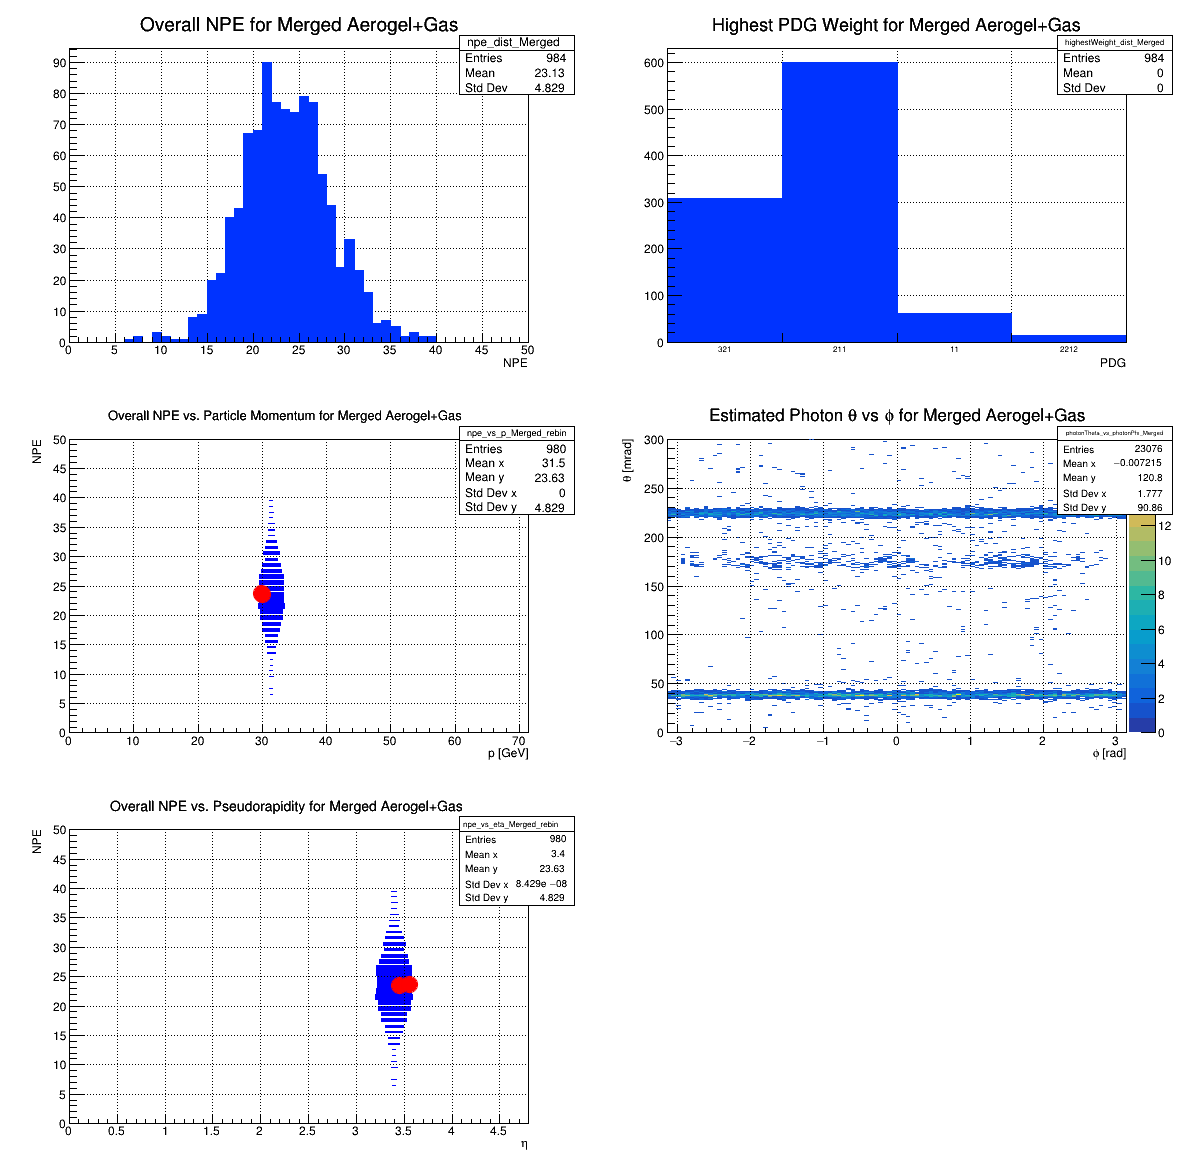 Overall NPE for Merged Aerogel+Gas
npe_dist_Merged
Entries 984
Mean 23.13
Std Dev 4.829
90
80
70
60
50
40
30
20
10
0
0 5 10 15 20 25 30 35 40 45 50
NPE
Highest PDG Weight for Merged Aerogel+Gas
highestWeight_dist_Merged
Entries 984
Mean 0
Std Dev 0
600
500
400
300
200
100
0
321 211 11 2212
PDG
Overall NPE vs. Particle Momentum for Merged Aerogel+Gas
npe_vs_p_Merged_rebin
Entries 980
Mean x 31.5
Mean y 23.63
Std Dev x 0
Std Dev y 4.829
NPE
50
45
40
35
30
25
20
15
10
5
0
0 10 20 30 40 50 60 70
p [GeV]
Estimated Photon θ vs ϕ for Merged Aerogel+Gas
photonTheta_vs_photonPhi_Merged
Entries 23076
Mean x −0.007215
Mean y 120.8
Std Dev x 1.777
Std Dev y 90.86
θ [mrad]
300
250
200
150
100
50
0
−3 −2 −1 0 1 2 3
ϕ [rad]
12
10
8
6
4
2
0
Overall NPE vs. Pseudorapidity for Merged Aerogel+Gas
npe_vs_eta_Merged_rebin
Entries 980
Mean x 3.4
Mean y 23.63
Std Dev x 8.429e −08
Std Dev y 4.829
NPE
50
45
40
35
30
25
20
15
10
5
0
0 0.5 1 1.5 2 2.5 3 3.5 4 4.5
η